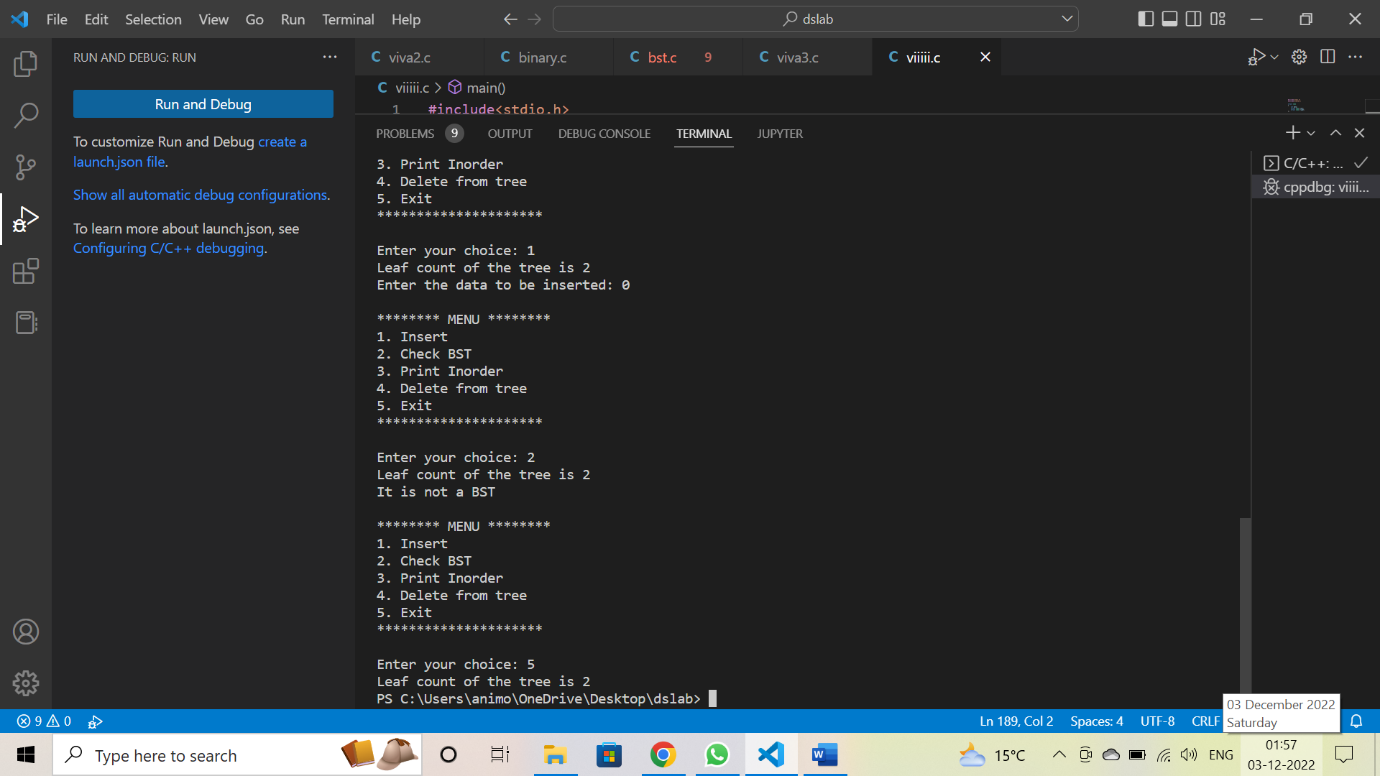 File Edit Selection View Go Run Terminal Help
dslab
RUN AND DEBUG: RUN
Run and Debug
To customize Run and Debug create a
launch.json file.
Show all automatic debug configurations.
To learn more about launch.json, see
Configuring C/C++ debugging.
C viva2.c C binary.c C bst.c 9 C viva3.c C viiiii.c
C viiiii.c > main()
1 #include<stdio.h>
PROBLEMS 9 OUTPUT DEBUG CONSOLE TERMINAL JUPYTER
3. Print Inorder
4. Delete from tree
5. Exit
*********************
Enter your choice: 1
Leaf count of the tree is 2
Enter the data to be inserted: 0
******** MENU ********
1. Insert
2. Check BST
3. Print Inorder
4. Delete from tree
5. Exit
*********************
Enter your choice: 2
Leaf count of the tree is 2
It is not a BST
******** MENU ********
1. Insert
2. Check BST
3. Print Inorder
4. Delete from tree
5. Exit
*********************
Enter your choice: 5
Leaf count of the tree is 2
PS C:\Users\animo\OneDrive\Desktop\dslab>
C/C++: ...
cppdbg: viiii...
9 0
Ln 189, Col 2 Spaces: 4 UTF-8 CRLF
03 December 2022
Saturday
Type here to search
15°C
ENG
01:57
03-12-2022